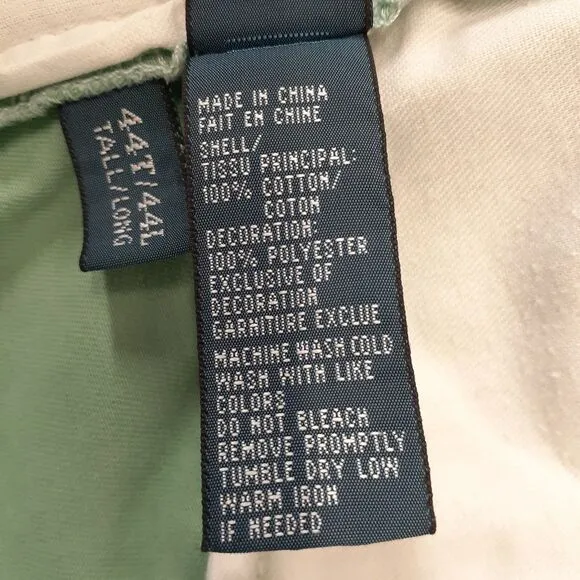 44T/44L
TALL/LONG
MADE IN CHINA
FAIT EN CHINE
SHELL/
TISSU PRINCIPAL:
100% COTTON/
COTON
DECORATION:
100% POLYESTER
EXCLUSIVE OF
DECORATION
GARNITURE EXCLUE
MACHINE WASH COLD
WASH WITH LIKE
COLORS
DO NOT BLEACH
REMOVE PROMPTLY
TUMBLE DRY LOW
WARM IRON
IF NEEDED